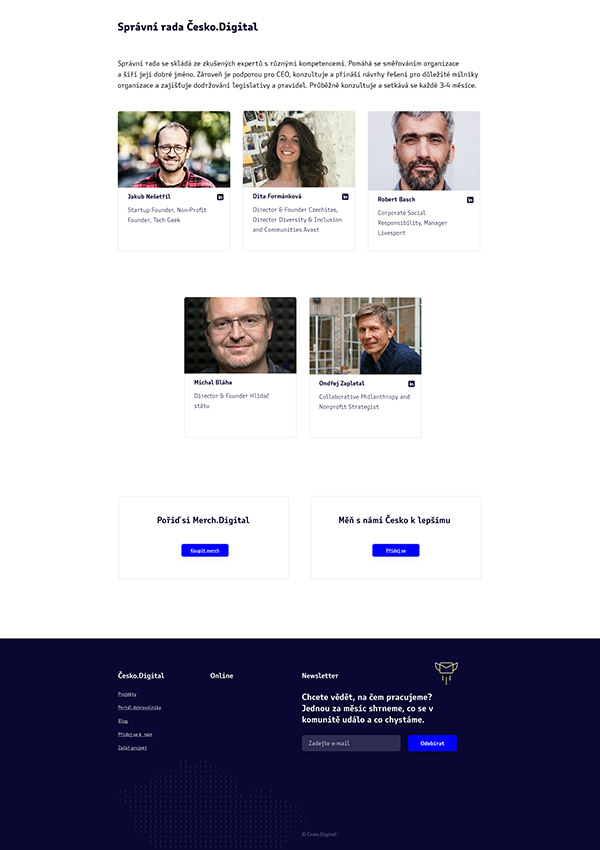 Správní rada Česko.Digital
Správní rada se skládá ze zkušených expertů s různými kompetencemi. Pomáhá se směřováním organizace
a šíří její dobré jméno. Zároveň je podporou pro CEO, konzultuje a přináší návrhy řešení pro důležité milníky
organizace a zajišťuje dodržování legislativy a pravidel. Průběžně konzultuje a setkává se každé 3-4 měsíce.
Jakub Nešetřil
in
Startup Founder, Non-Profit
Founder, Tech Geek
Dita Formánková
in
Director & Founder Czechitas,
Director Diversity & Inclusion
and Communities Avast
Robert Basch
in
Corporate Social
Responsibility, Manager
Livesport
Michal Bláha
Director & Founder Hlídač
státu
Ondřej Zapletal
in
Collaborative Philanthropy and
Nonprofit Strategist
Pořiď si Merch.Digital
Koupit merch
Měň s námi Česko k lepšímu
Přidej se
Česko.Digital
Projekty
Portál dobrovolníka
Blog
Přidej se k nám
Zadat projekt
Online
Newsletter
Chcete vědět, na čem pracujeme?
Jednou za měsíc shrneme, co se v
komunitě událo a co chystáme.
Zadejte e-mail
Odebírat
© Česko.Digital